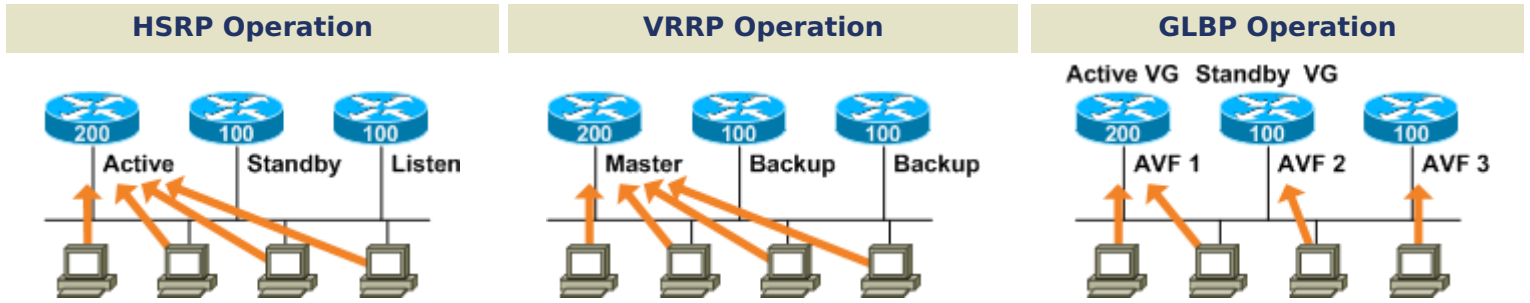 HSRP Operation
200
100
100
Active
Standby
Listen
VRRP Operation
200
100
100
Master
Backup
Backup
GLBP Operation
Active VG
Standby VG
200
100
100
AVF 1
AVF 2
AVF 3